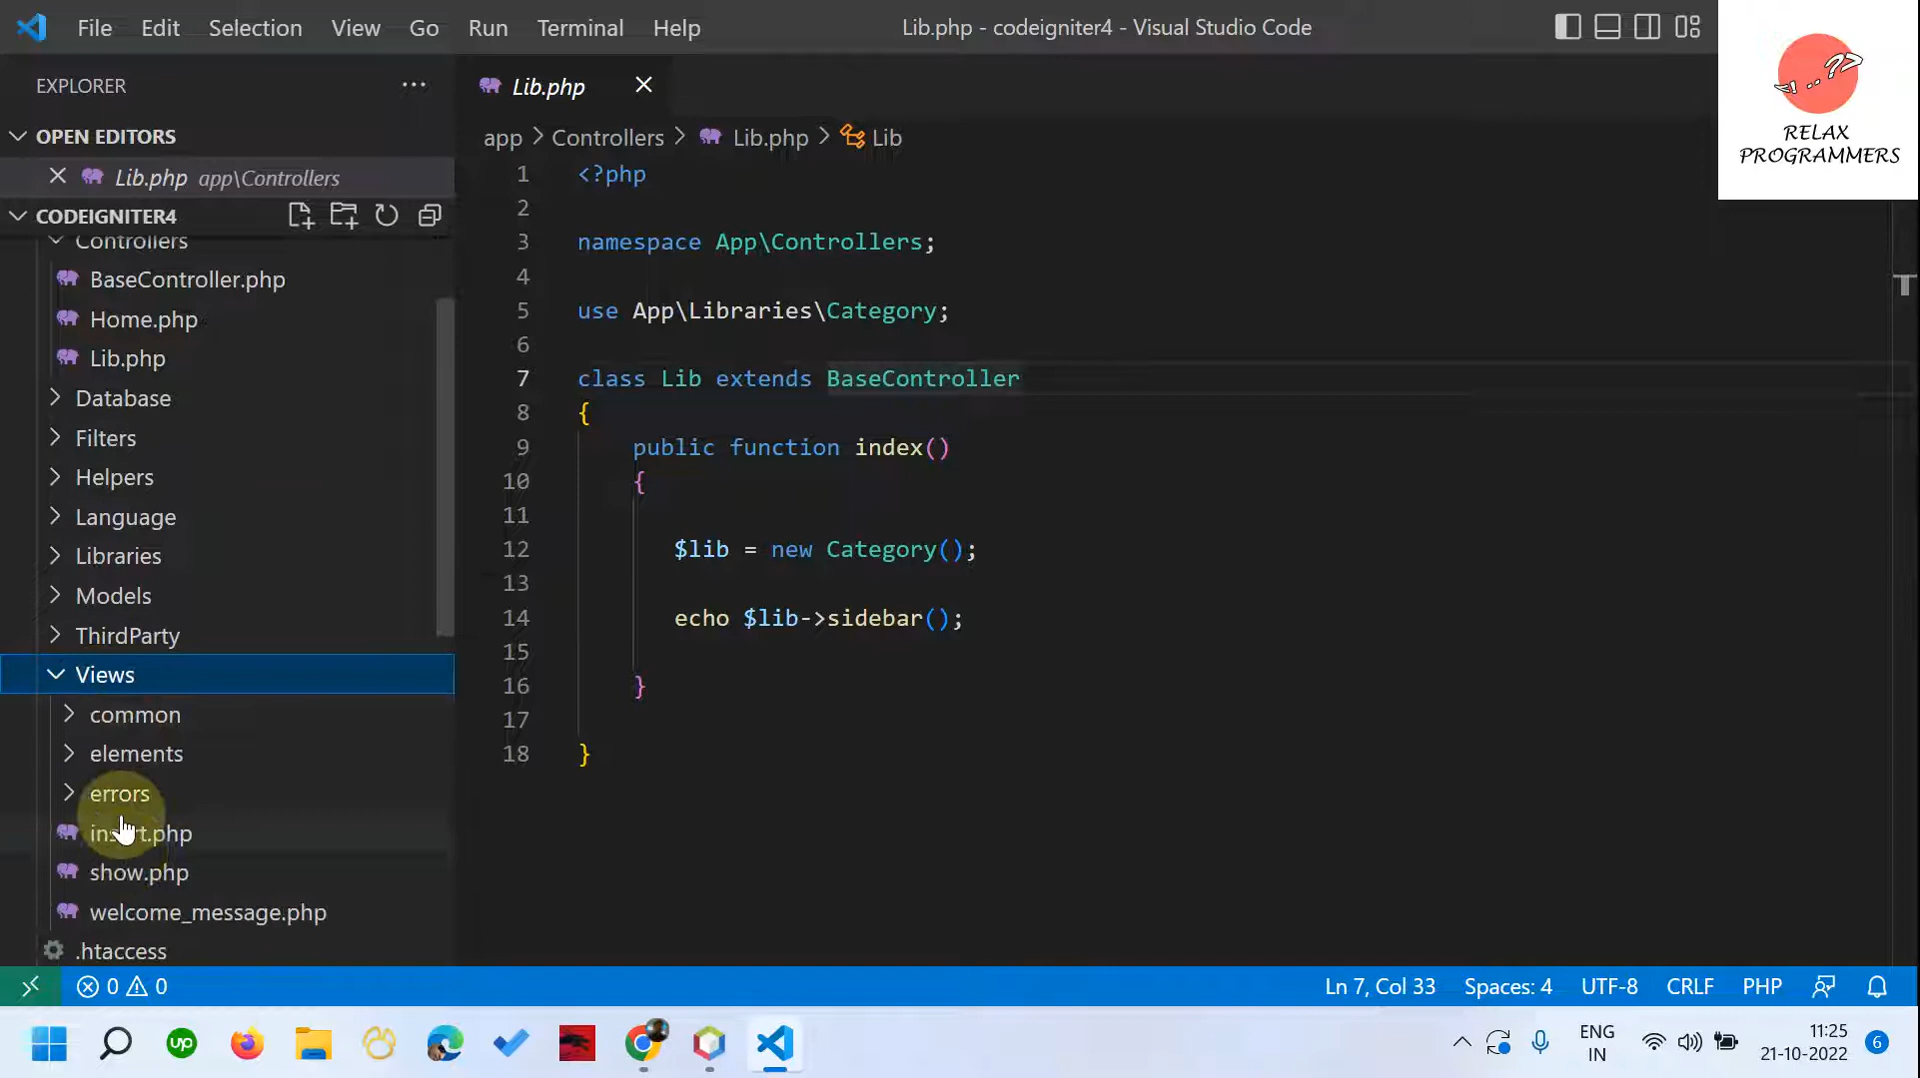 File Edit Selection View Go Run Terminal Help
Lib.php - codeigniter4 - Visual Studio Code
<!..??>
RELAX
PROGRAMMERS
EXPLORER
OPEN EDITORS
Lib.php app\Controllers
CODEIGNITER4
Controllers
BaseController.php
Home.php
Lib.php
Database
Filters
Helpers
Language
Libraries
Models
ThirdParty
Views
common
elements
errors
insert.php
show.php
welcome_message.php
.htaccess
Lib.php
app > Controllers > Lib.php > Lib
1 <?php
2
3 namespace App\Controllers;
4
5 use App\Libraries\Category;
6
7 class Lib extends BaseController
8 {
9 public function index()
10 {
11
12 $lib = new Category();
13
14 echo $lib->sidebar();
15
16 }
17
18 }
0 0
Ln 7, Col 33 Spaces: 4 UTF-8 CRLF PHP
up
ENG
IN
11:25
21-10-2022
6